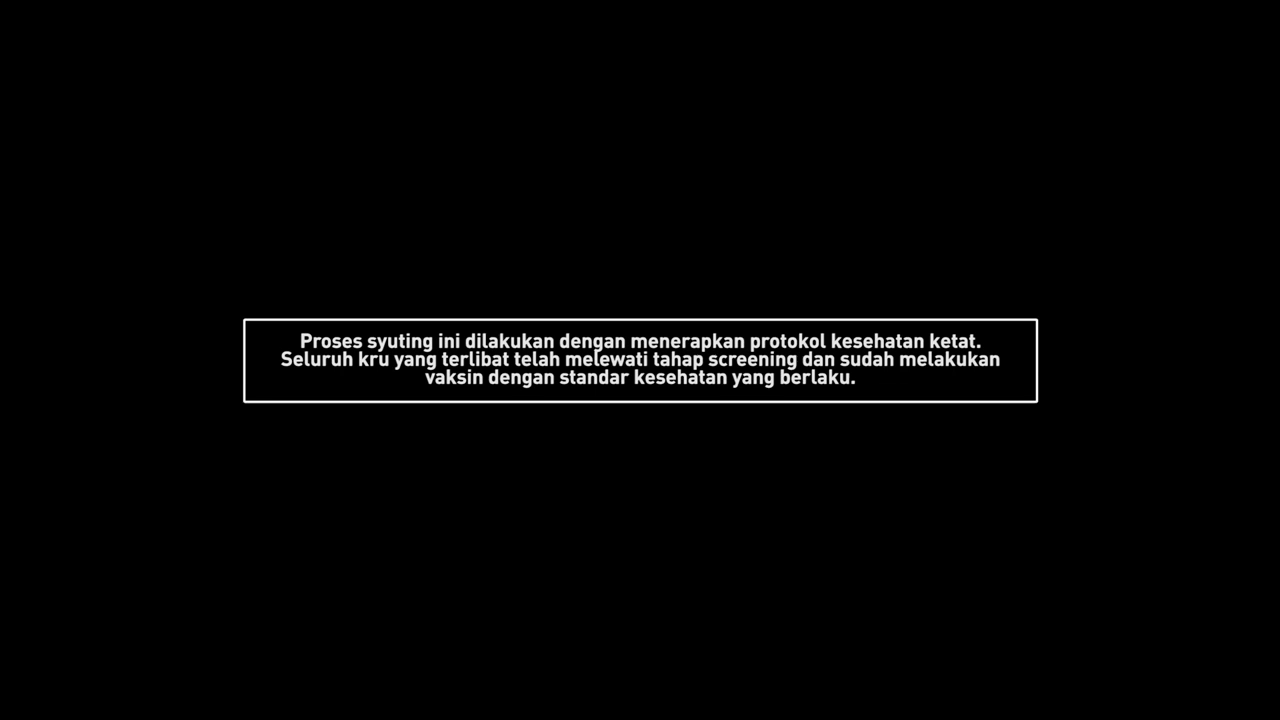 Proses syuting ini dilakukan dengan menerapkan protokol kesehatan ketat.
Seluruh kru yang terlibat telah melewati tahap screening dan sudah melakukan
vaksin dengan standar kesehatan yang berlaku.